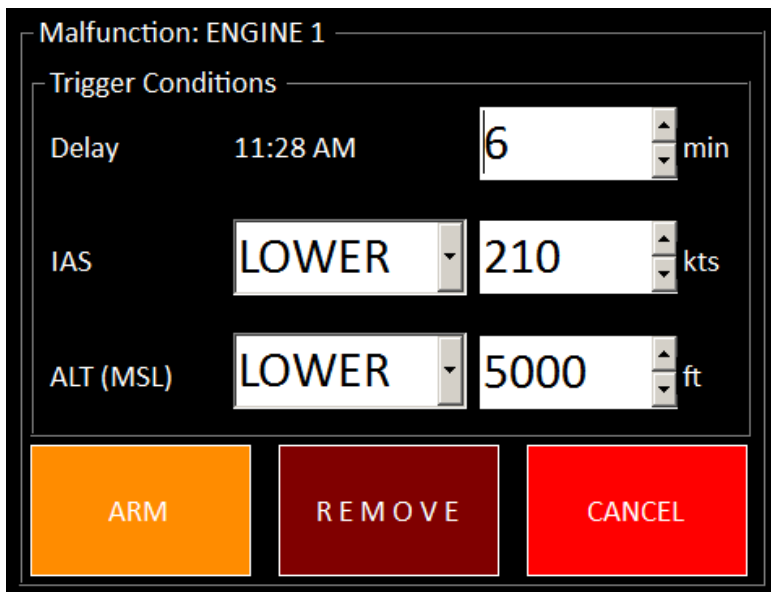 Malfunction: ENGINE 1
Trigger Conditions
Delay 11:28 AM 6 min
IAS LOWER 210 kts
ALT (MSL) LOWER 5000 ft
ARM R E M O V E CANCEL